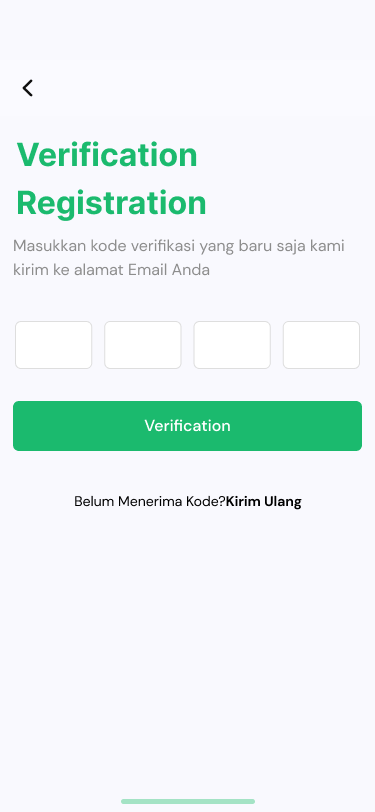 Verification
Registration
Masukkan kode verifikasi yang baru saja kami
kirim ke alamat Email Anda
Verification
Belum Menerima Kode?Kirim Ulang